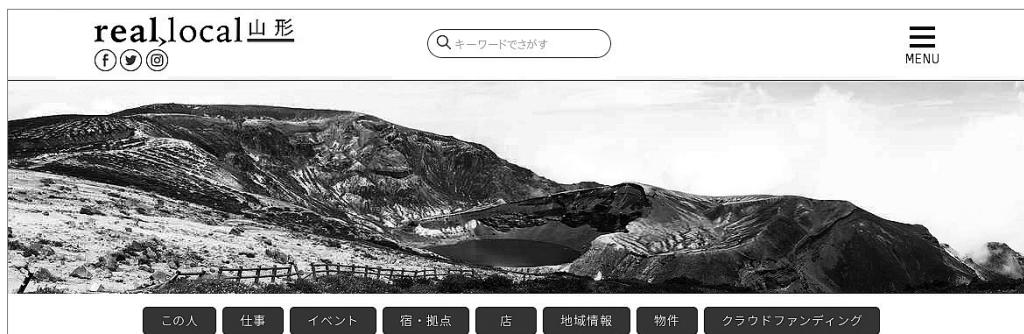 real local 山形
キーワードでさがす
MENU
この人 仕事 イベント 宿・拠点 店 地域情報 物件 クラウドファンディング